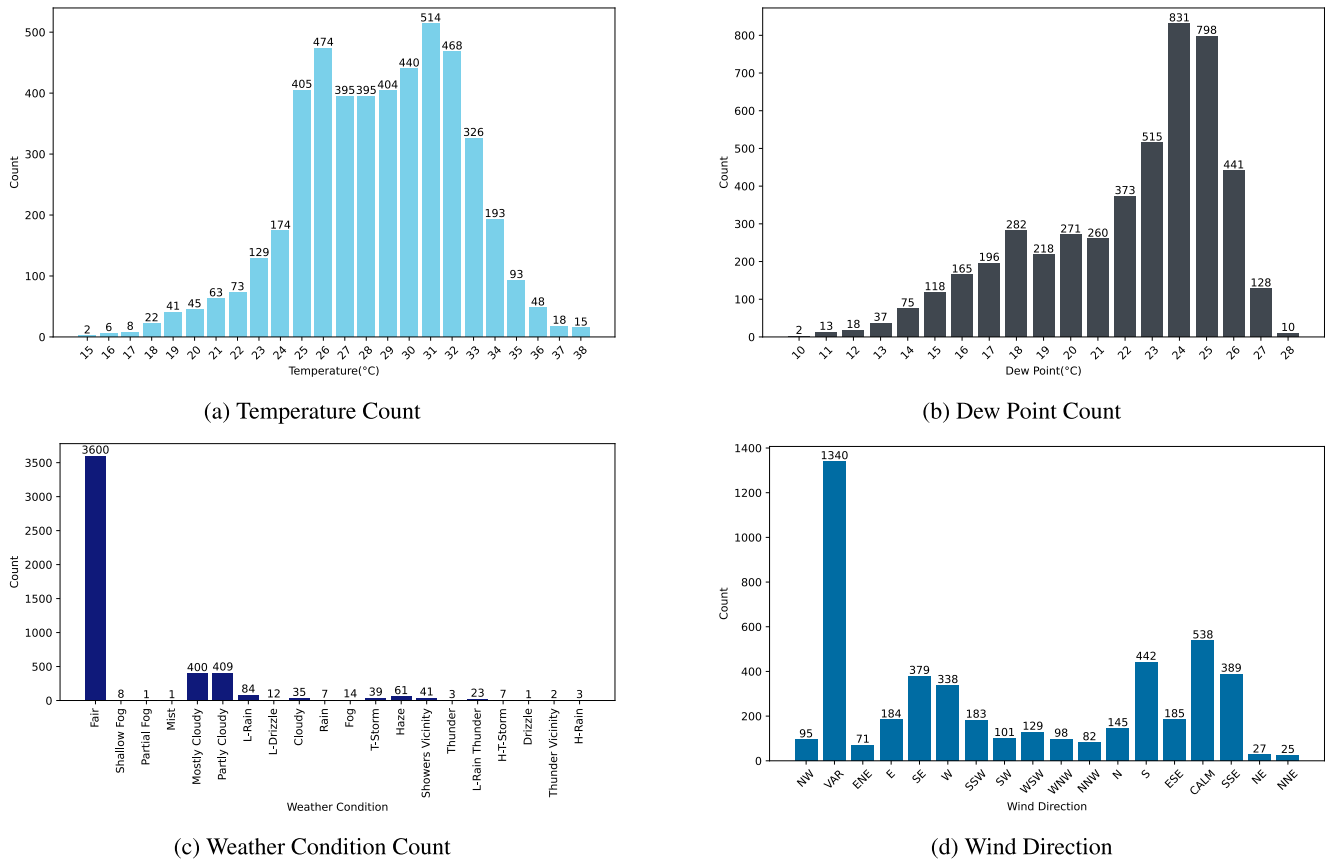 500
400
300
200
100
0
Count
2 6 8 22 41 45 63 73 129 174 405 474 395 395 404 440 514 468 326 193 93 48 18 15
15 16 17 18 19 20 21 22 23 24 25 26 27 28 29 30 31 32 33 34 35 36 37 38
Temperature(°C)
(a) Temperature Count
800
700
600
500
400
300
200
100
0
Count
2 13 18 37 75 118 165 196 282 218 271 260 373 515 831 798 441 128 10
10 11 12 13 14 15 16 17 18 19 20 21 22 23 24 25 26 27 28
Dew Point(°C)
(b) Dew Point Count
3500
3000
2500
2000
1500
1000
500
0
Count
3600 8 1 1 400 409 84 12 35 7 14 39 61 41 3 23 7 1 2 3
Fair
Shallow Fog
Partial Fog
Mist
Mostly Cloudy
Partly Cloudy
L-Rain
L-Drizzle
Cloudy
Rain
Fog
T-Storm
Haze
Showers Vicinity
Thunder
L-Rain Thunder
H-T-Storm
Drizzle
Thunder Vicinity
H-Rain
Weather Condition
(c) Weather Condition Count
1400
1200
1000
800
600
400
200
0
Count
95 1340 71 184 379 338 183 101 129 98 82 145 442 185 538 389 27 25
NW VAR ENE E SE W SSW SW WSW WNW NNW N S ESE CALM SSE NE NNE
Wind Direction
(d) Wind Direction